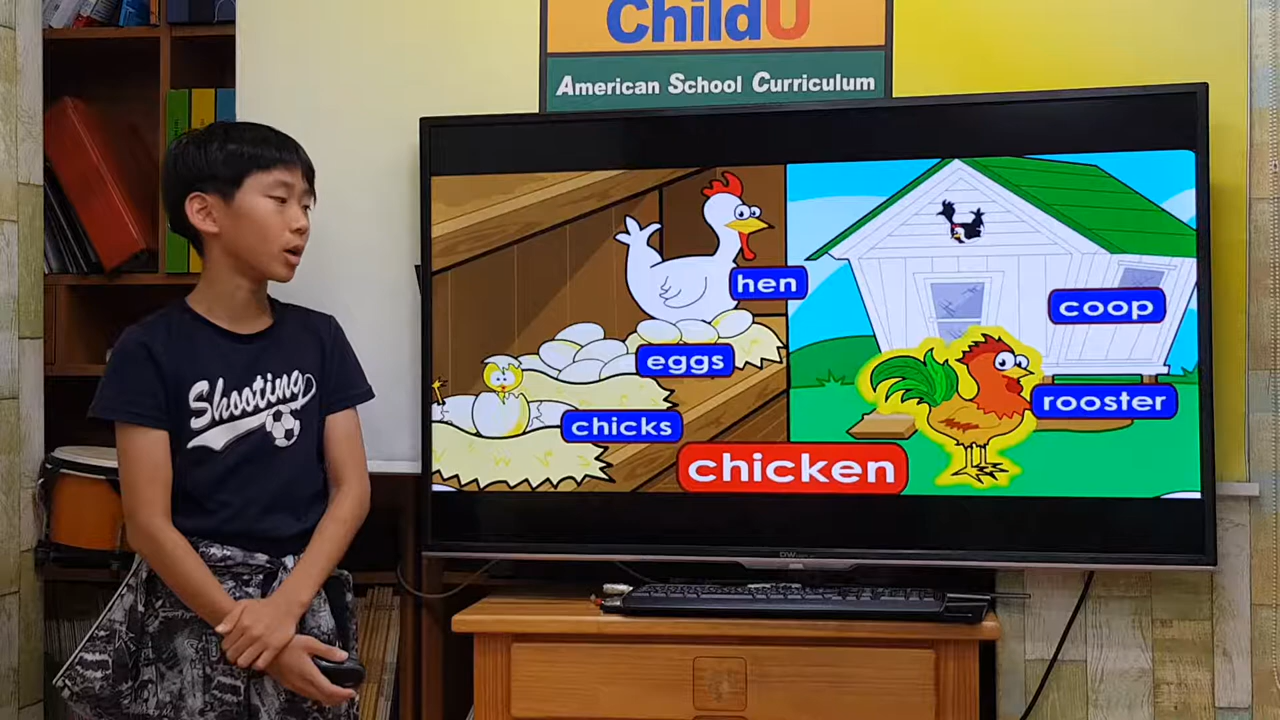 ChildU
American School Curriculum
Shooting
hen
eggs
chicks
coop
rooster
chicken